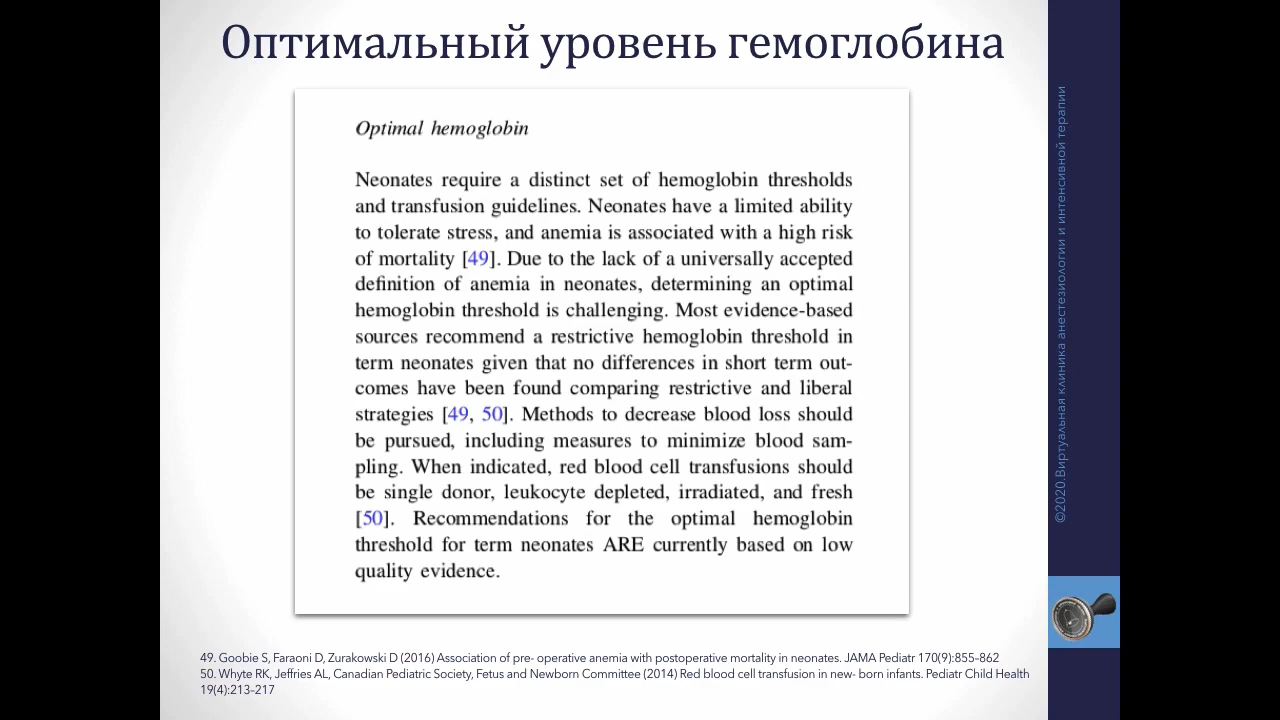 Оптимальный уровень гемоглобина
Optimal hemoglobin
Neonates require a distinct set of hemoglobin thresholds
and transfusion guidelines. Neonates have a limited ability
to tolerate stress, and anemia is associated with a high risk
of mortality [49]. Due to the lack of a universally accepted
definition of anemia in neonates, determining an optimal
hemoglobin threshold is challenging. Most evidence-based
sources recommend a restrictive hemoglobin threshold in
term neonates given that no differences in short term out-
comes have been found comparing restrictive and liberal
strategies [49, 50]. Methods to decrease blood loss should
be pursued, including measures to minimize blood sam-
pling. When indicated, red blood cell transfusions should
be single donor, leukocyte depleted, irradiated, and fresh
[50]. Recommendations for the optimal hemoglobin
threshold for term neonates ARE currently based on low
quality evidence.
49. Goobie S, Faraoni D, Zurakowski D (2016) Association of pre- operative anemia with postoperative mortality in neonates. JAMA Pediatr 170(9):855–862
50. Whyte RK, Jeffries AL, Canadian Pediatric Society, Fetus and Newborn Committee (2014) Red blood cell transfusion in new- born infants. Pediatr Child Health
19(4):213–217
©2020.Виртуальная клиника анестезиологии и интенсивной терапии